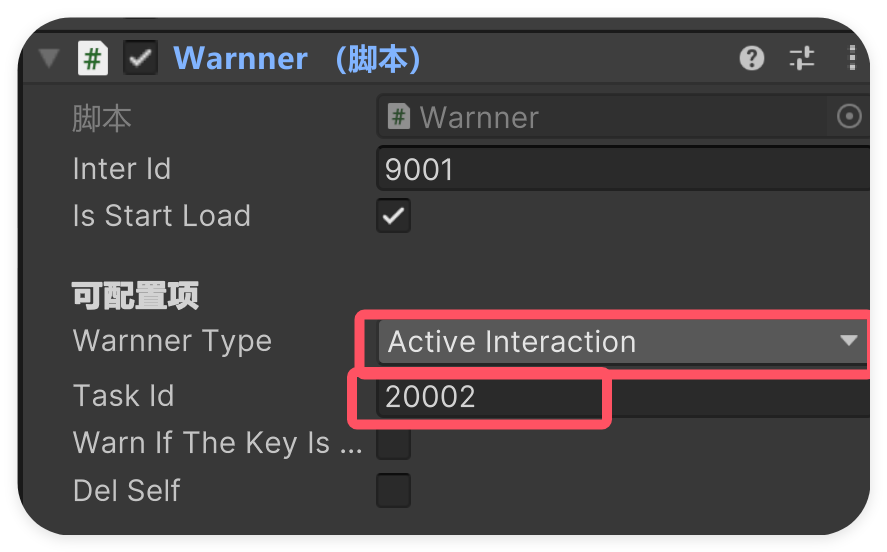 Warnner （脚本）
脚本 Warnner
Inter Id 9001
Is Start Load
可配置项
Warnner Type Active Interaction
Task Id 20002
Warn If The Key Is ...
Del Self